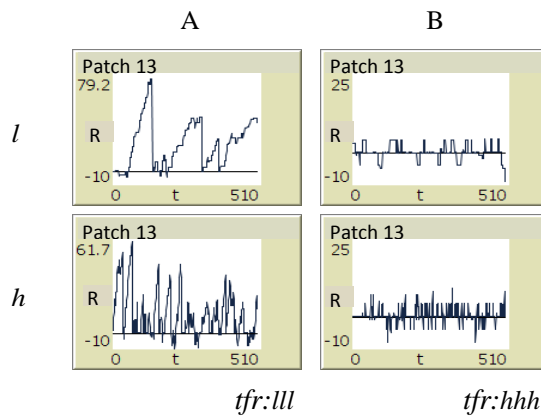 A B
Patch 13 Patch 13
79.2 25
l R R
-10 -10
0 t 510 0 t 510
Patch 13 Patch 13
61.7 25
h R R
-10 -10
0 t 510 0 t 510
tfr:lll tfr:hhh